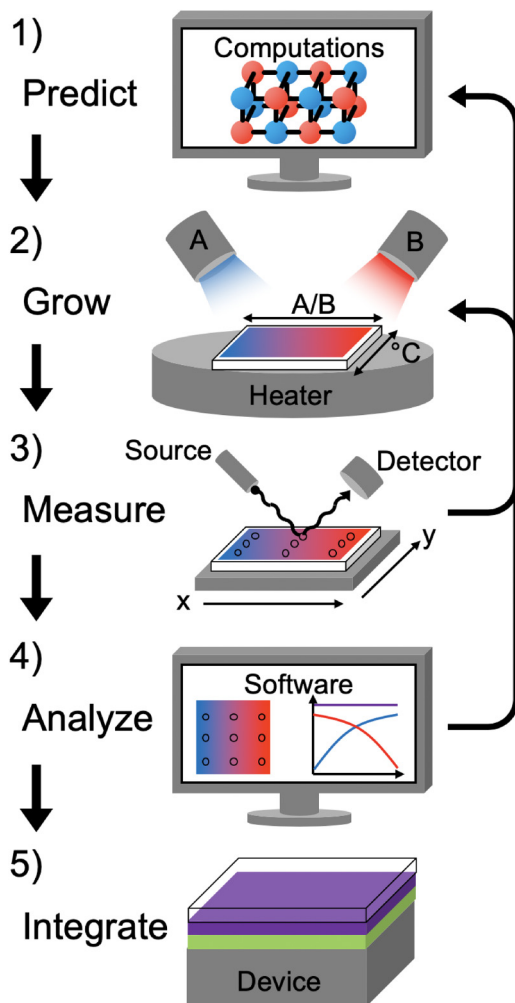 1)
Predict
Computations
2)
Grow
A
B
A/B
°C
Heater
3)
Measure
Source
Detector
x
y
4)
Analyze
Software
5)
Integrate
Device